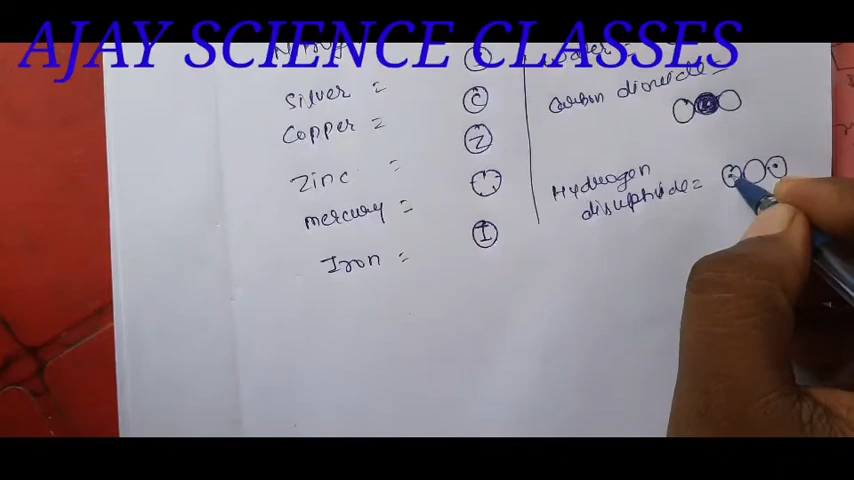 AJAY SCIENCE CLASSES
Silver =
Copper = C
Zinc = Z
mercury =
Iron = I
Carbon dioxide =
Hydrogen
disulphide =